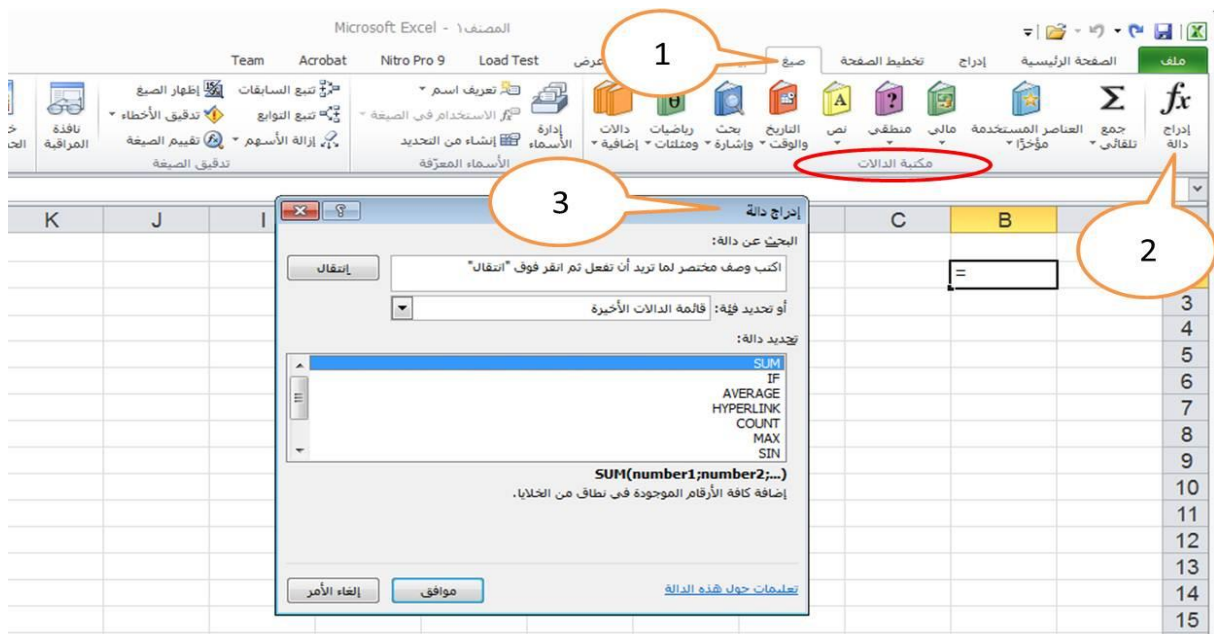 المصنف١ - Microsoft Excel
ملف الصفحة الرئيسية إدراج تخطيط الصفحة صيغ عرض Load Test Nitro Pro 9 Acrobat Team
1
fx إدراج دالة
Σ جمع تلقائي
العناصر المستخدمة مؤخرًا
مالي
منطقي
نص
التاريخ والوقت
بحث وإشارة
رياضيات ومثلثات
دالات إضافية
مكتبة الدالات
إدارة الأسماء
تعريف اسم
الاستخدام في الصيغة
إنشاء من التحديد
الأسماء المعرّفة
تتبع السابقات
تتبع التوابع
إزالة الأسهم
إظهار الصيغ
تدقيق الأخطاء
تقييم الصيغة
تدقيق الصيغة
نافذة المراقبة
2
3
B C I J K
=
3
4
5
6
7
8
9
10
11
12
13
14
15
إدراج دالة
البحث عن دالة:
اكتب وصف مختصر لما تريد أن تفعل ثم انقر فوق "انتقال"
إنتقال
أو تحديد فئة: قائمة الدالات الأخيرة
تحديد دالة:
SUM
IF
AVERAGE
HYPERLINK
COUNT
MAX
SIN
SUM(number1;number2;...)
إضافة كافة الأرقام الموجودة في نطاق من الخلايا.
تعليمات حول هذه الدالة
موافق
إلغاء الأمر